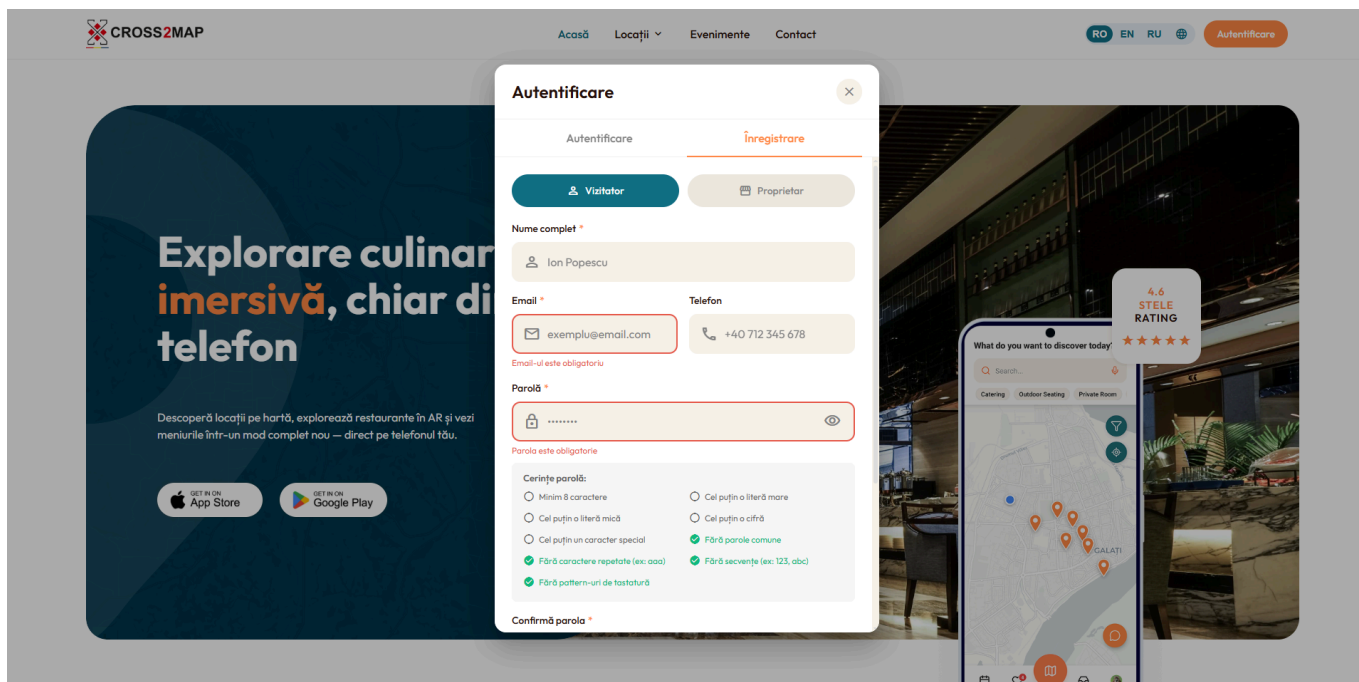 CROSS2MAP
Acasă
Locații
Evenimente
Contact
RO EN RU
Autentificare
Autentificare
Autentificare
Înregistrare
Vizitator
Proprietar
Nume complet *
Ion Popescu
Email *
Telefon
exemplu@email.com
+40 712 345 678
Email-ul este obligatoriu
Parolă *
••••••••
Parola este obligatorie
Cerințe parolă:
Minim 8 caractere
Cel puțin o literă mare
Cel puțin o literă mică
Cel puțin o cifră
Cel puțin un caracter special
Fără parole comune
Fără caractere repetate (ex: aaa)
Fără secvențe (ex: 123, abc)
Fără pattern-uri de tastatură
Confirmă parola *
Explorare culinar
imersivă, chiar di
telefon
Descoperă locații pe hartă, explorează restaurante în AR și vezi
meniurile într-un mod complet nou — direct pe telefonul tău.
GET IN ON
App Store
GET IN ON
Google Play
4.6
STELE
RATING
What do you want to discover today?
Search...
Catering
Outdoor Seating
Private Room
GALAȚI